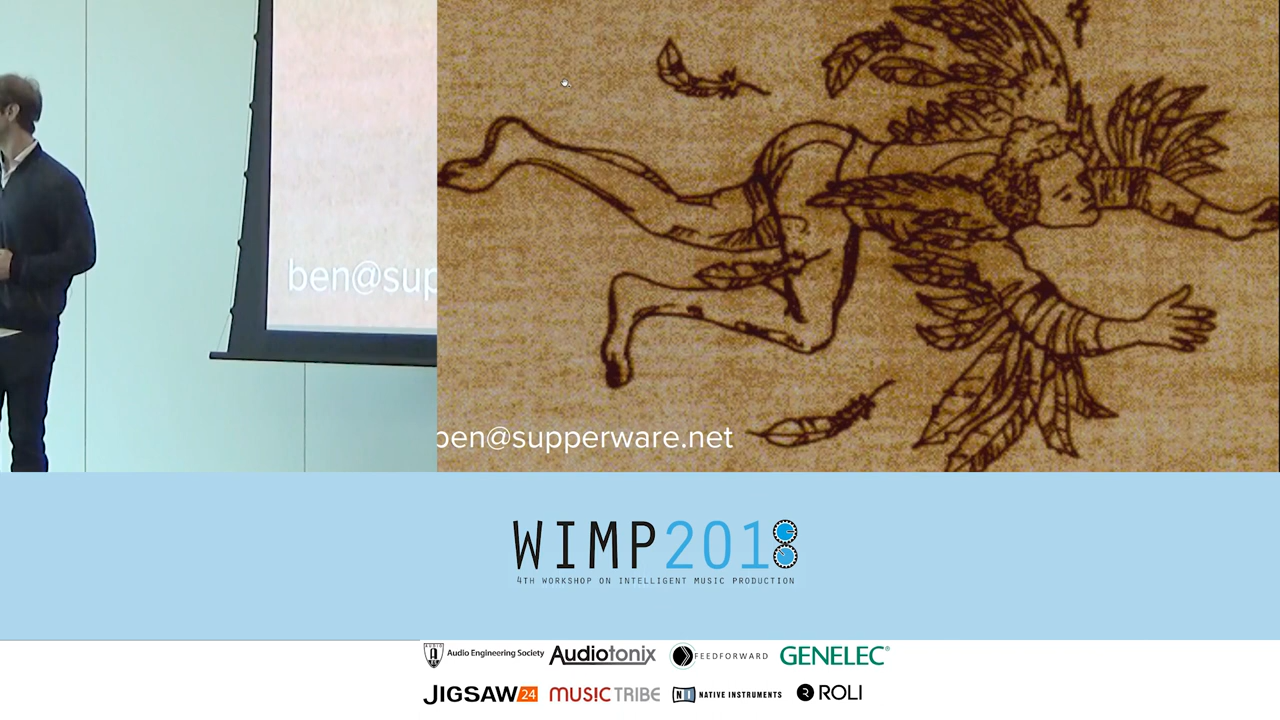 ben@sup
ben@supperware.net
WIMP2018
4TH WORKSHOP ON INTELLIGENT MUSIC PRODUCTION
Audio Engineering Society
Audiotonix
FEEDFORWARD
GENELEC®
JIGSAW24
MUSIC TRIBE
NI NATIVE INSTRUMENTS
R ROLI